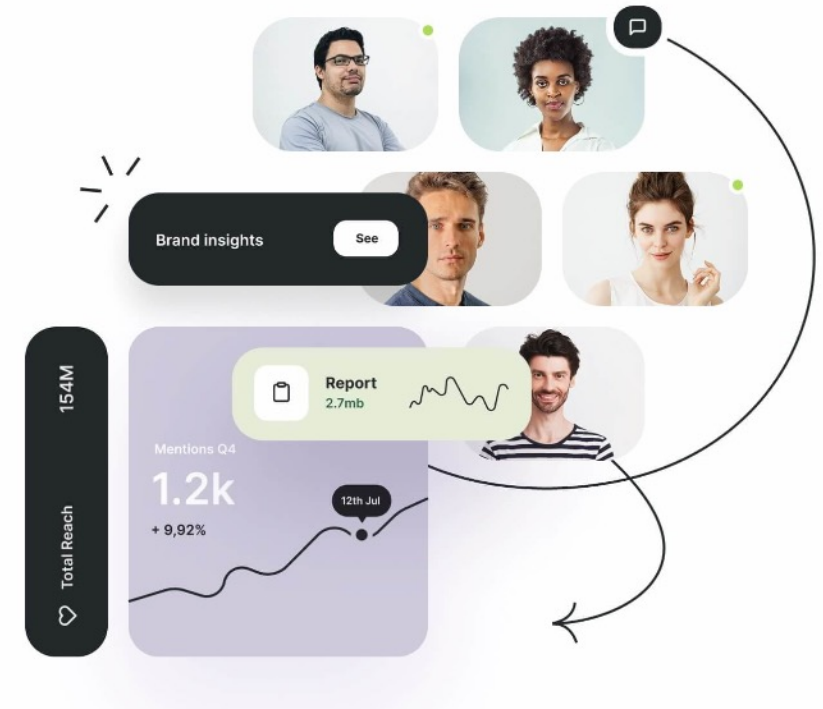 Brand insights
See
154M
Total Reach
Report
2.7mb
Mentions Q4
1.2k
+ 9,92%
12th Jul